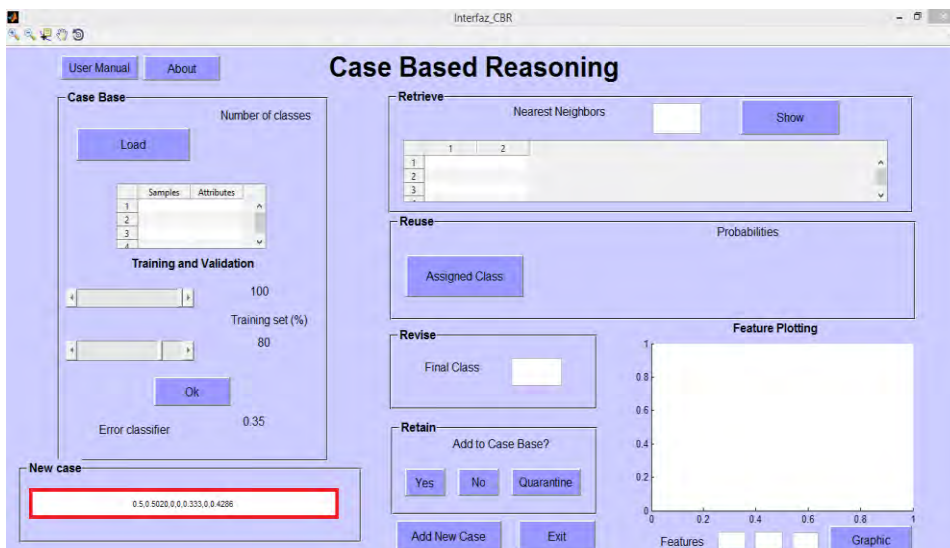 Interfaz_CBR
User Manual
About
Case Based Reasoning
Case Base
Number of classes
Load
Samples Attributes
1
2
3
4
Training and Validation
100
Training set (%)
80
Ok
Error classifier
0.35
New case
0.5,0.5020,0,0,0.333,0,0.4286
Retrieve
Nearest Neighbors
Show
1 2
1
2
3
Reuse
Probabilities
Assigned Class
Revise
Final Class
Retain
Add to Case Base?
Yes
No
Quarantine
Add New Case
Exit
Feature Plotting
1
0.8
0.6
0.4
0.2
0
0 0.2 0.4 0.6 0.8 1
Features
Graphic